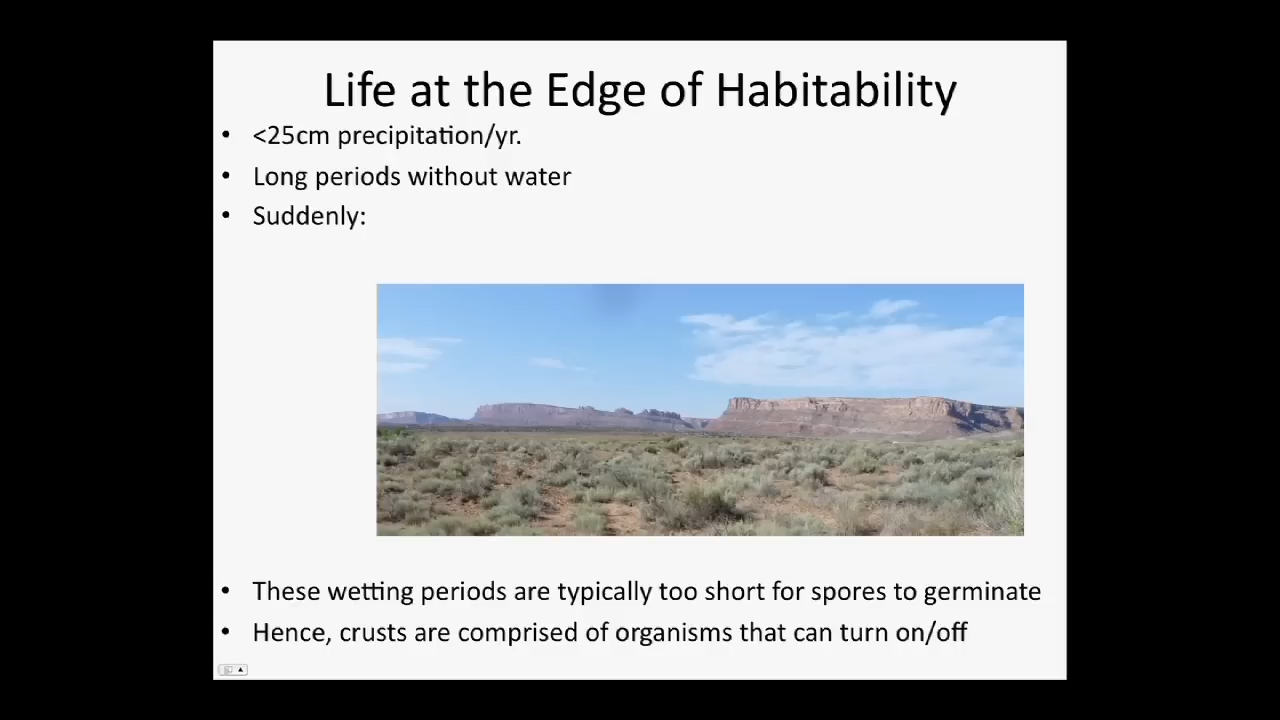 Life at the Edge of Habitability
• <25cm precipitation/yr.
• Long periods without water
• Suddenly:
• These wetting periods are typically too short for spores to germinate
• Hence, crusts are comprised of organisms that can turn on/off